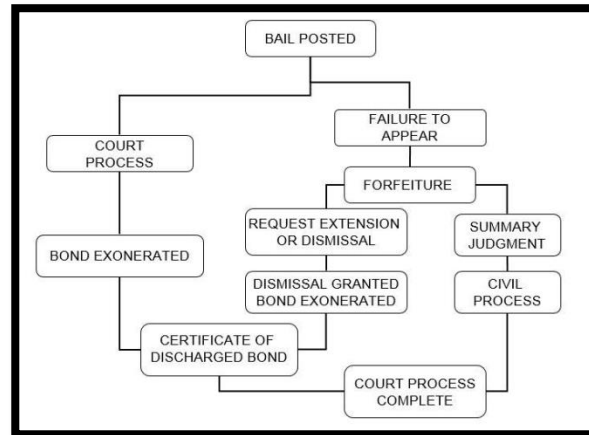 BAIL POSTED
COURT
PROCESS
FAILURE TO
APPEAR
FORFEITURE
REQUEST EXTENSION
OR DISMISSAL
SUMMARY
JUDGMENT
BOND EXONERATED
DISMISSAL GRANTED
BOND EXONERATED
CIVIL
PROCESS
CERTIFICATE OF
DISCHARGED BOND
COURT PROCESS
COMPLETE